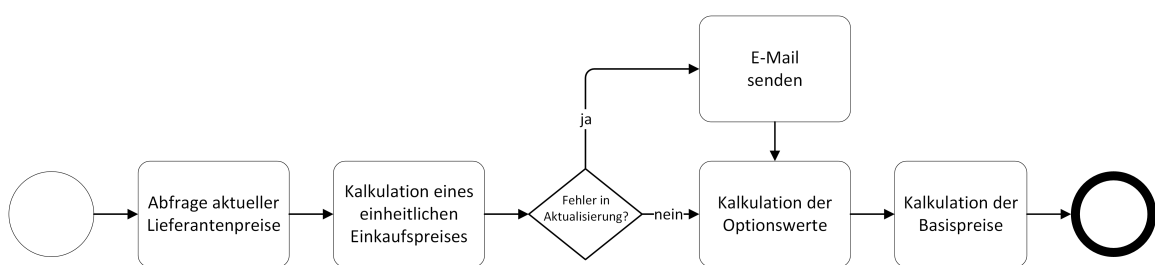 E-Mail
senden
ja
Abfrage aktueller
Lieferantenpreise
Kalkulation eines
einheitlichen
Einkaufspreises
Fehler in
Aktualisierung?
nein
Kalkulation der
Optionswerte
Kalkulation der
Basispreise